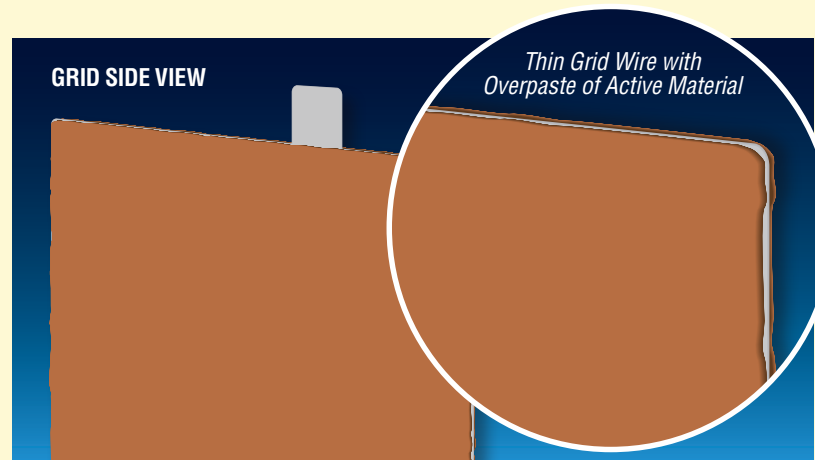 GRID SIDE VIEW
Thin Grid Wire with
Overpaste of Active Material